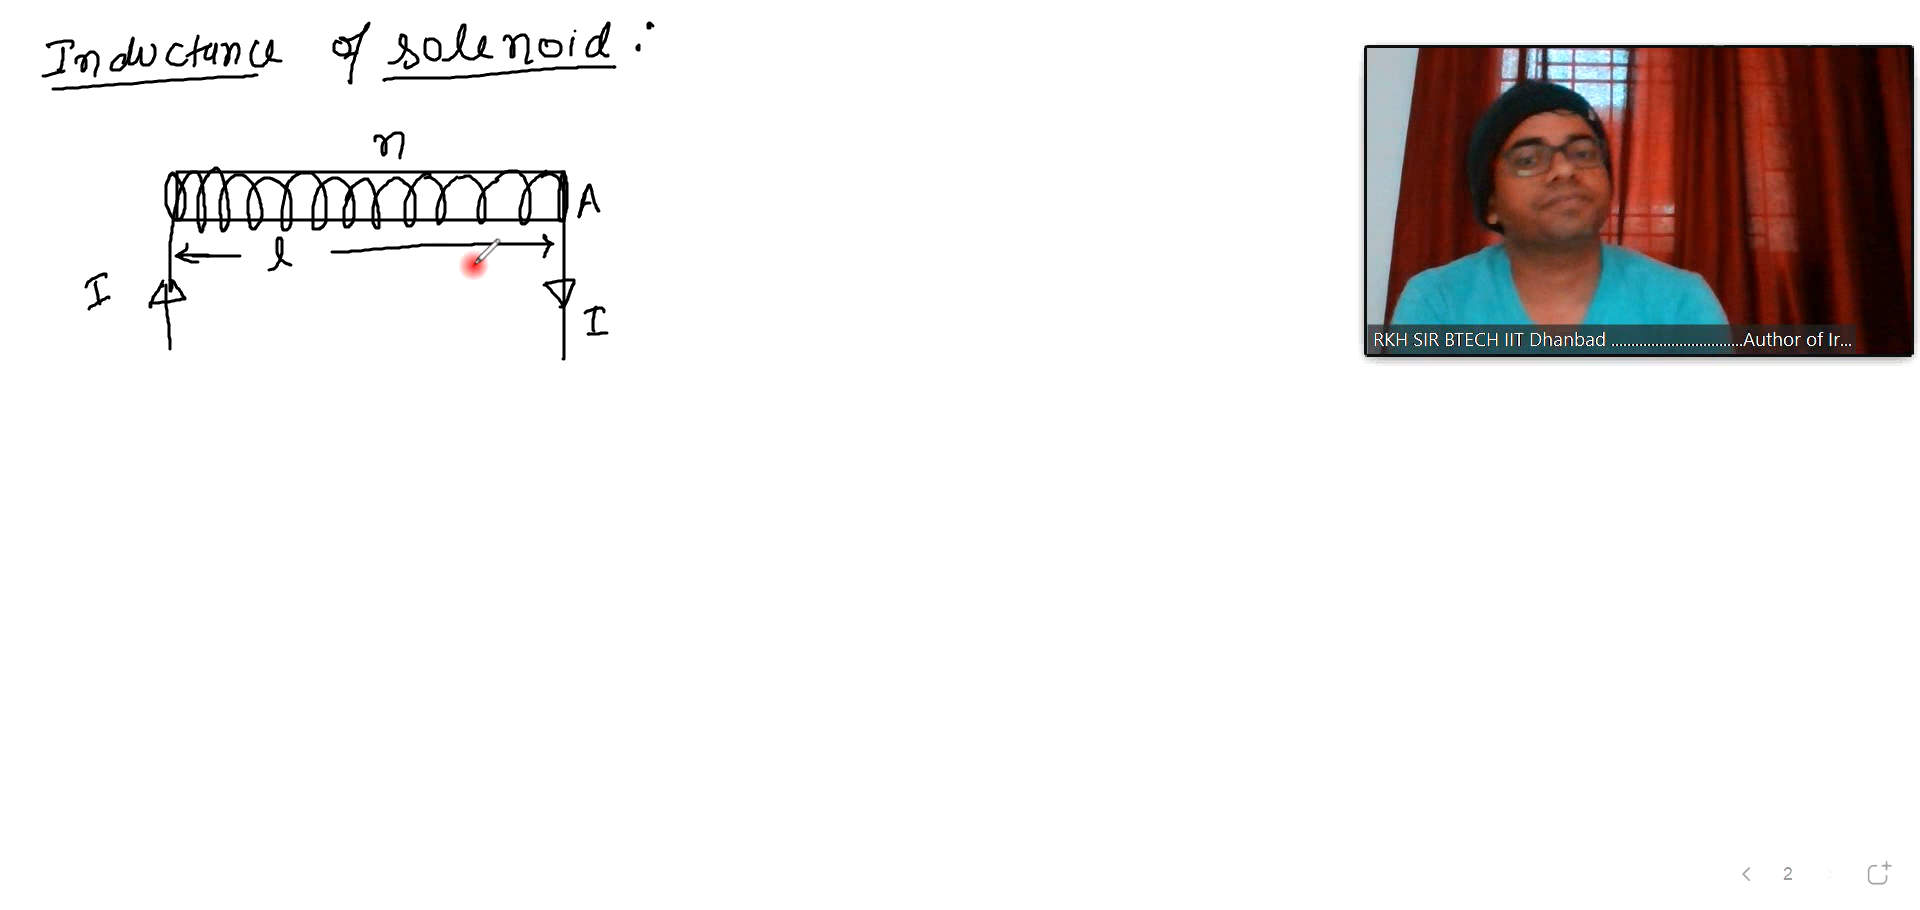 Inductance of solenoid :
n
A
l
I
I
RKH SIR BTECH IIT Dhanbad .................................Author of Ir...
2